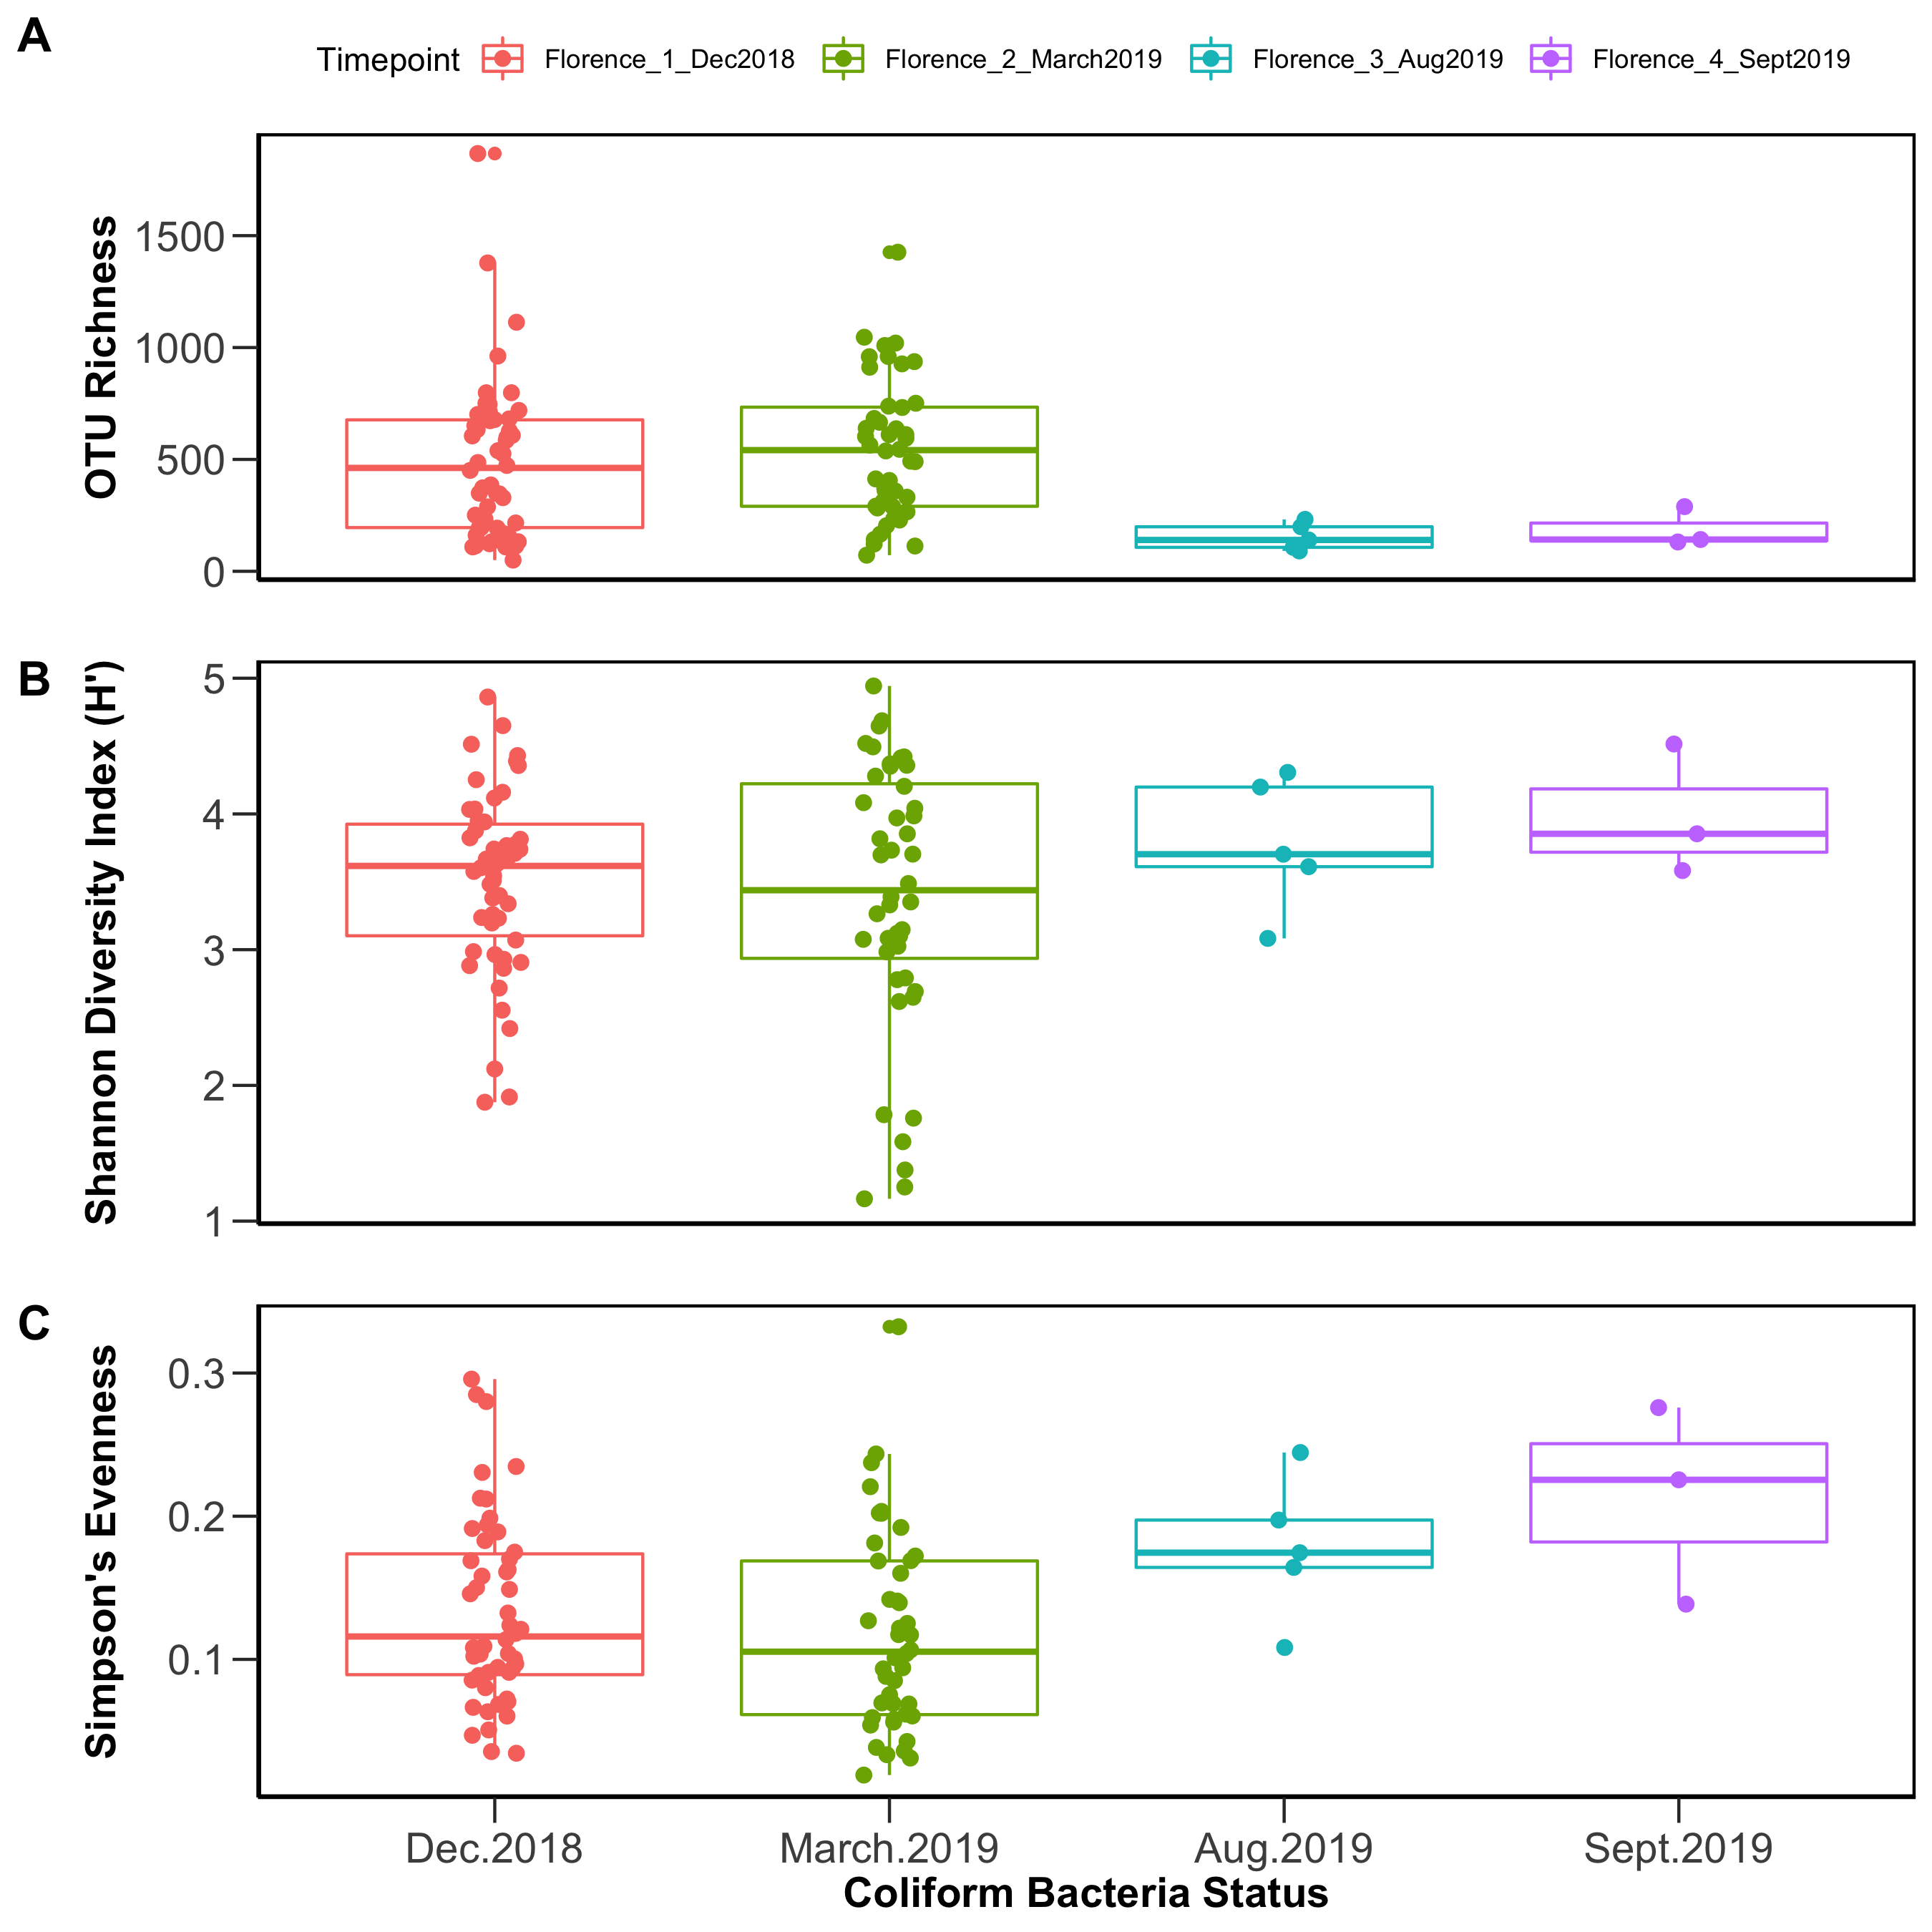 A
Timepoint Florence_1_Dec2018 Florence_2_March2019 Florence_3_Aug2019 Florence_4_Sept2019
OTU Richness
1500
1000
500
0
B
Shannon Diversity Index (H')
5
4
3
2
1
C
Simpson's Evenness
0.3
0.2
0.1
Dec.2018 March.2019 Aug.2019 Sept.2019
Coliform Bacteria Status